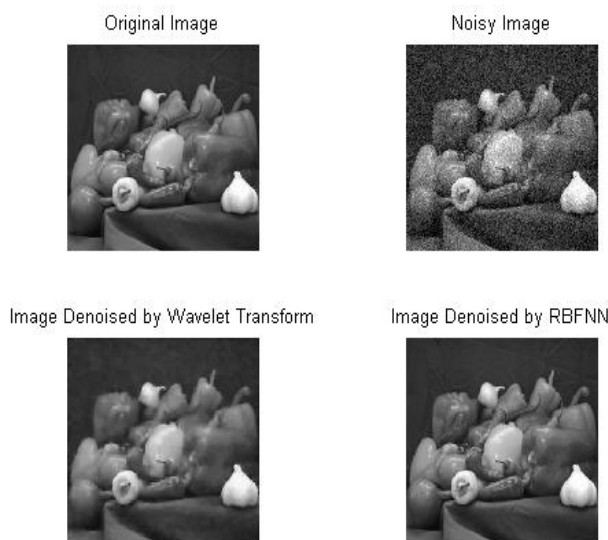 Original Image
Noisy Image
Image Denoised by Wavelet Transform
Image Denoised by RBFNN